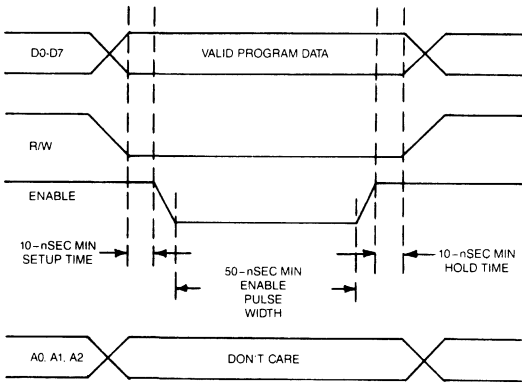 D0-D7
VALID PROGRAM DATA
R/W
ENABLE
10-nSEC MIN
SETUP TIME
50-nSEC MIN
ENABLE
PULSE
WIDTH
10-nSEC MIN
HOLD TIME
A0, A1, A2
DON'T CARE